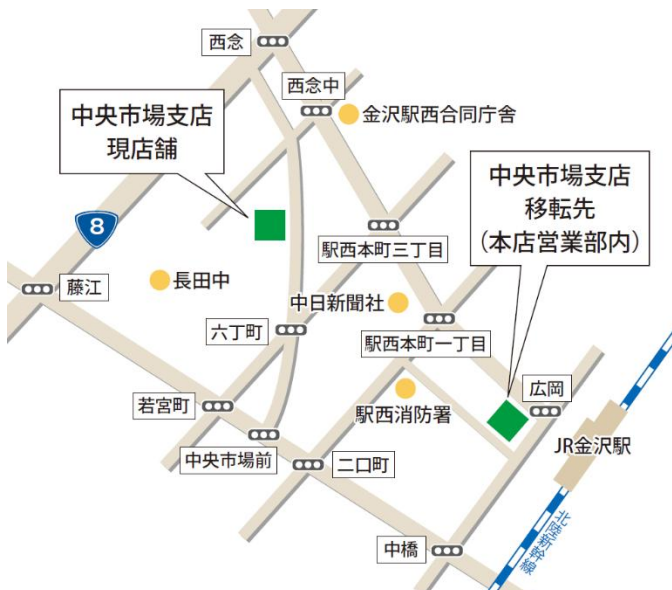 西念
西念中
金沢駅西合同庁舎
中央市場支店
現店舗
中央市場支店
移転先
(本店営業部内)
8
駅西本町三丁目
藤江
長田中
中日新聞社
六丁町
駅西本町一丁目
広岡
若宮町
駅西消防署
JR金沢駅
中央市場前
二口町
北陸新幹線
中橋